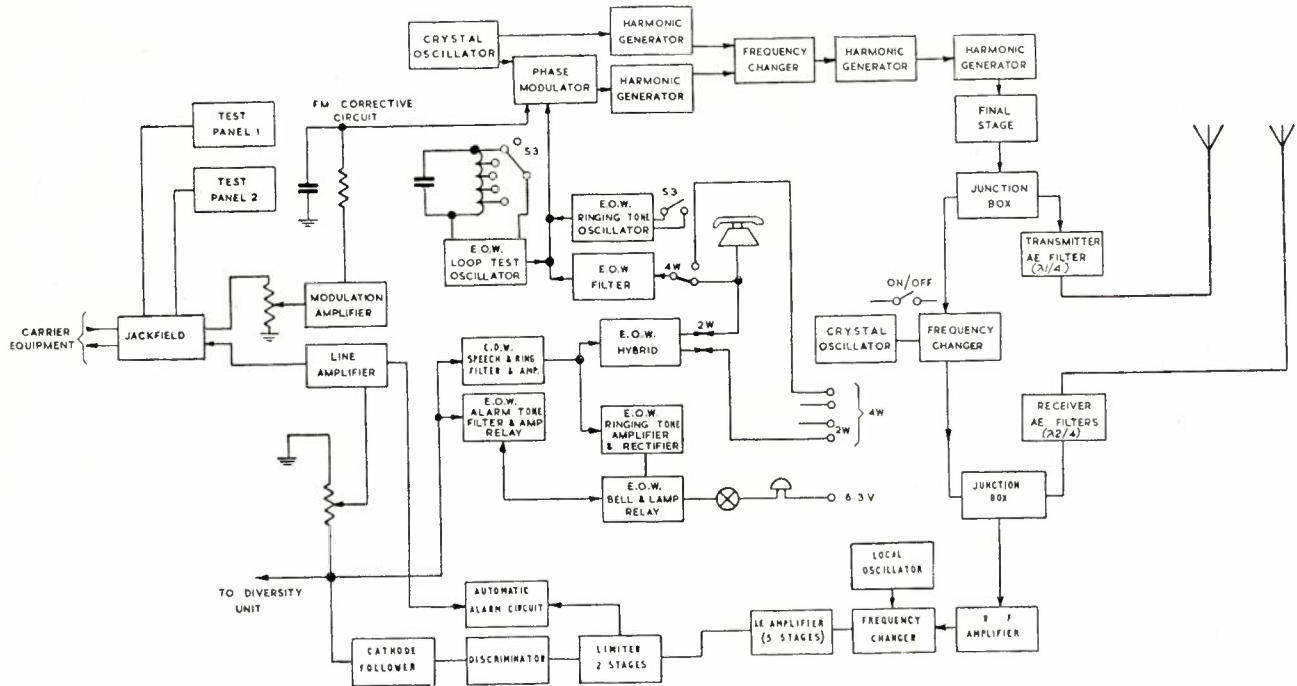 CRYSTAL
OSCILLATOR
HARMONIC
GENERATOR
PHASE
MODULATOR
HARMONIC
GENERATOR
FREQUENCY
CHANGER
HARMONIC
GENERATOR
HARMONIC
GENERATOR
FINAL
STAGE
JUNCTION
BOX
TRANSMITTER
AE FILTER
(λ1/4)
FM CORRECTIVE
CIRCUIT
TEST
PANEL 1
TEST
PANEL 2
S3
E.O.W.
LOOP TEST
OSCILLATOR
E.O.W.
RINGING TONE
OSCILLATOR
S3
E.O.W
FILTER
4W
MODULATION
AMPLIFIER
CARRIER
EQUIPMENT
JACKFIELD
LINE
AMPLIFIER
E.O.W.
SPEECH & RING
FILTER & AMP.
E.O.W.
HYBRID
2W
E.O.W.
ALARM TONE
FILTER & AMP
RELAY
E.O.W.
RINGING TONE
AMPLIFIER
& RECTIFIER
E.O.W.
BELL & LAMP
RELAY
6.3V
4W
2W
ON/OFF
CRYSTAL
OSCILLATOR
FREQUENCY
CHANGER
RECEIVER
AE FILTERS
(λ2/4)
JUNCTION
BOX
TO DIVERSITY
UNIT
AUTOMATIC
ALARM CIRCUIT
CATHODE
FOLLOWER
DISCRIMINATOR
LIMITER
2 STAGES
I.F. AMPLIFIER
(5 STAGES)
LOCAL
OSCILLATOR
FREQUENCY
CHANGER
R F
AMPLIFIER